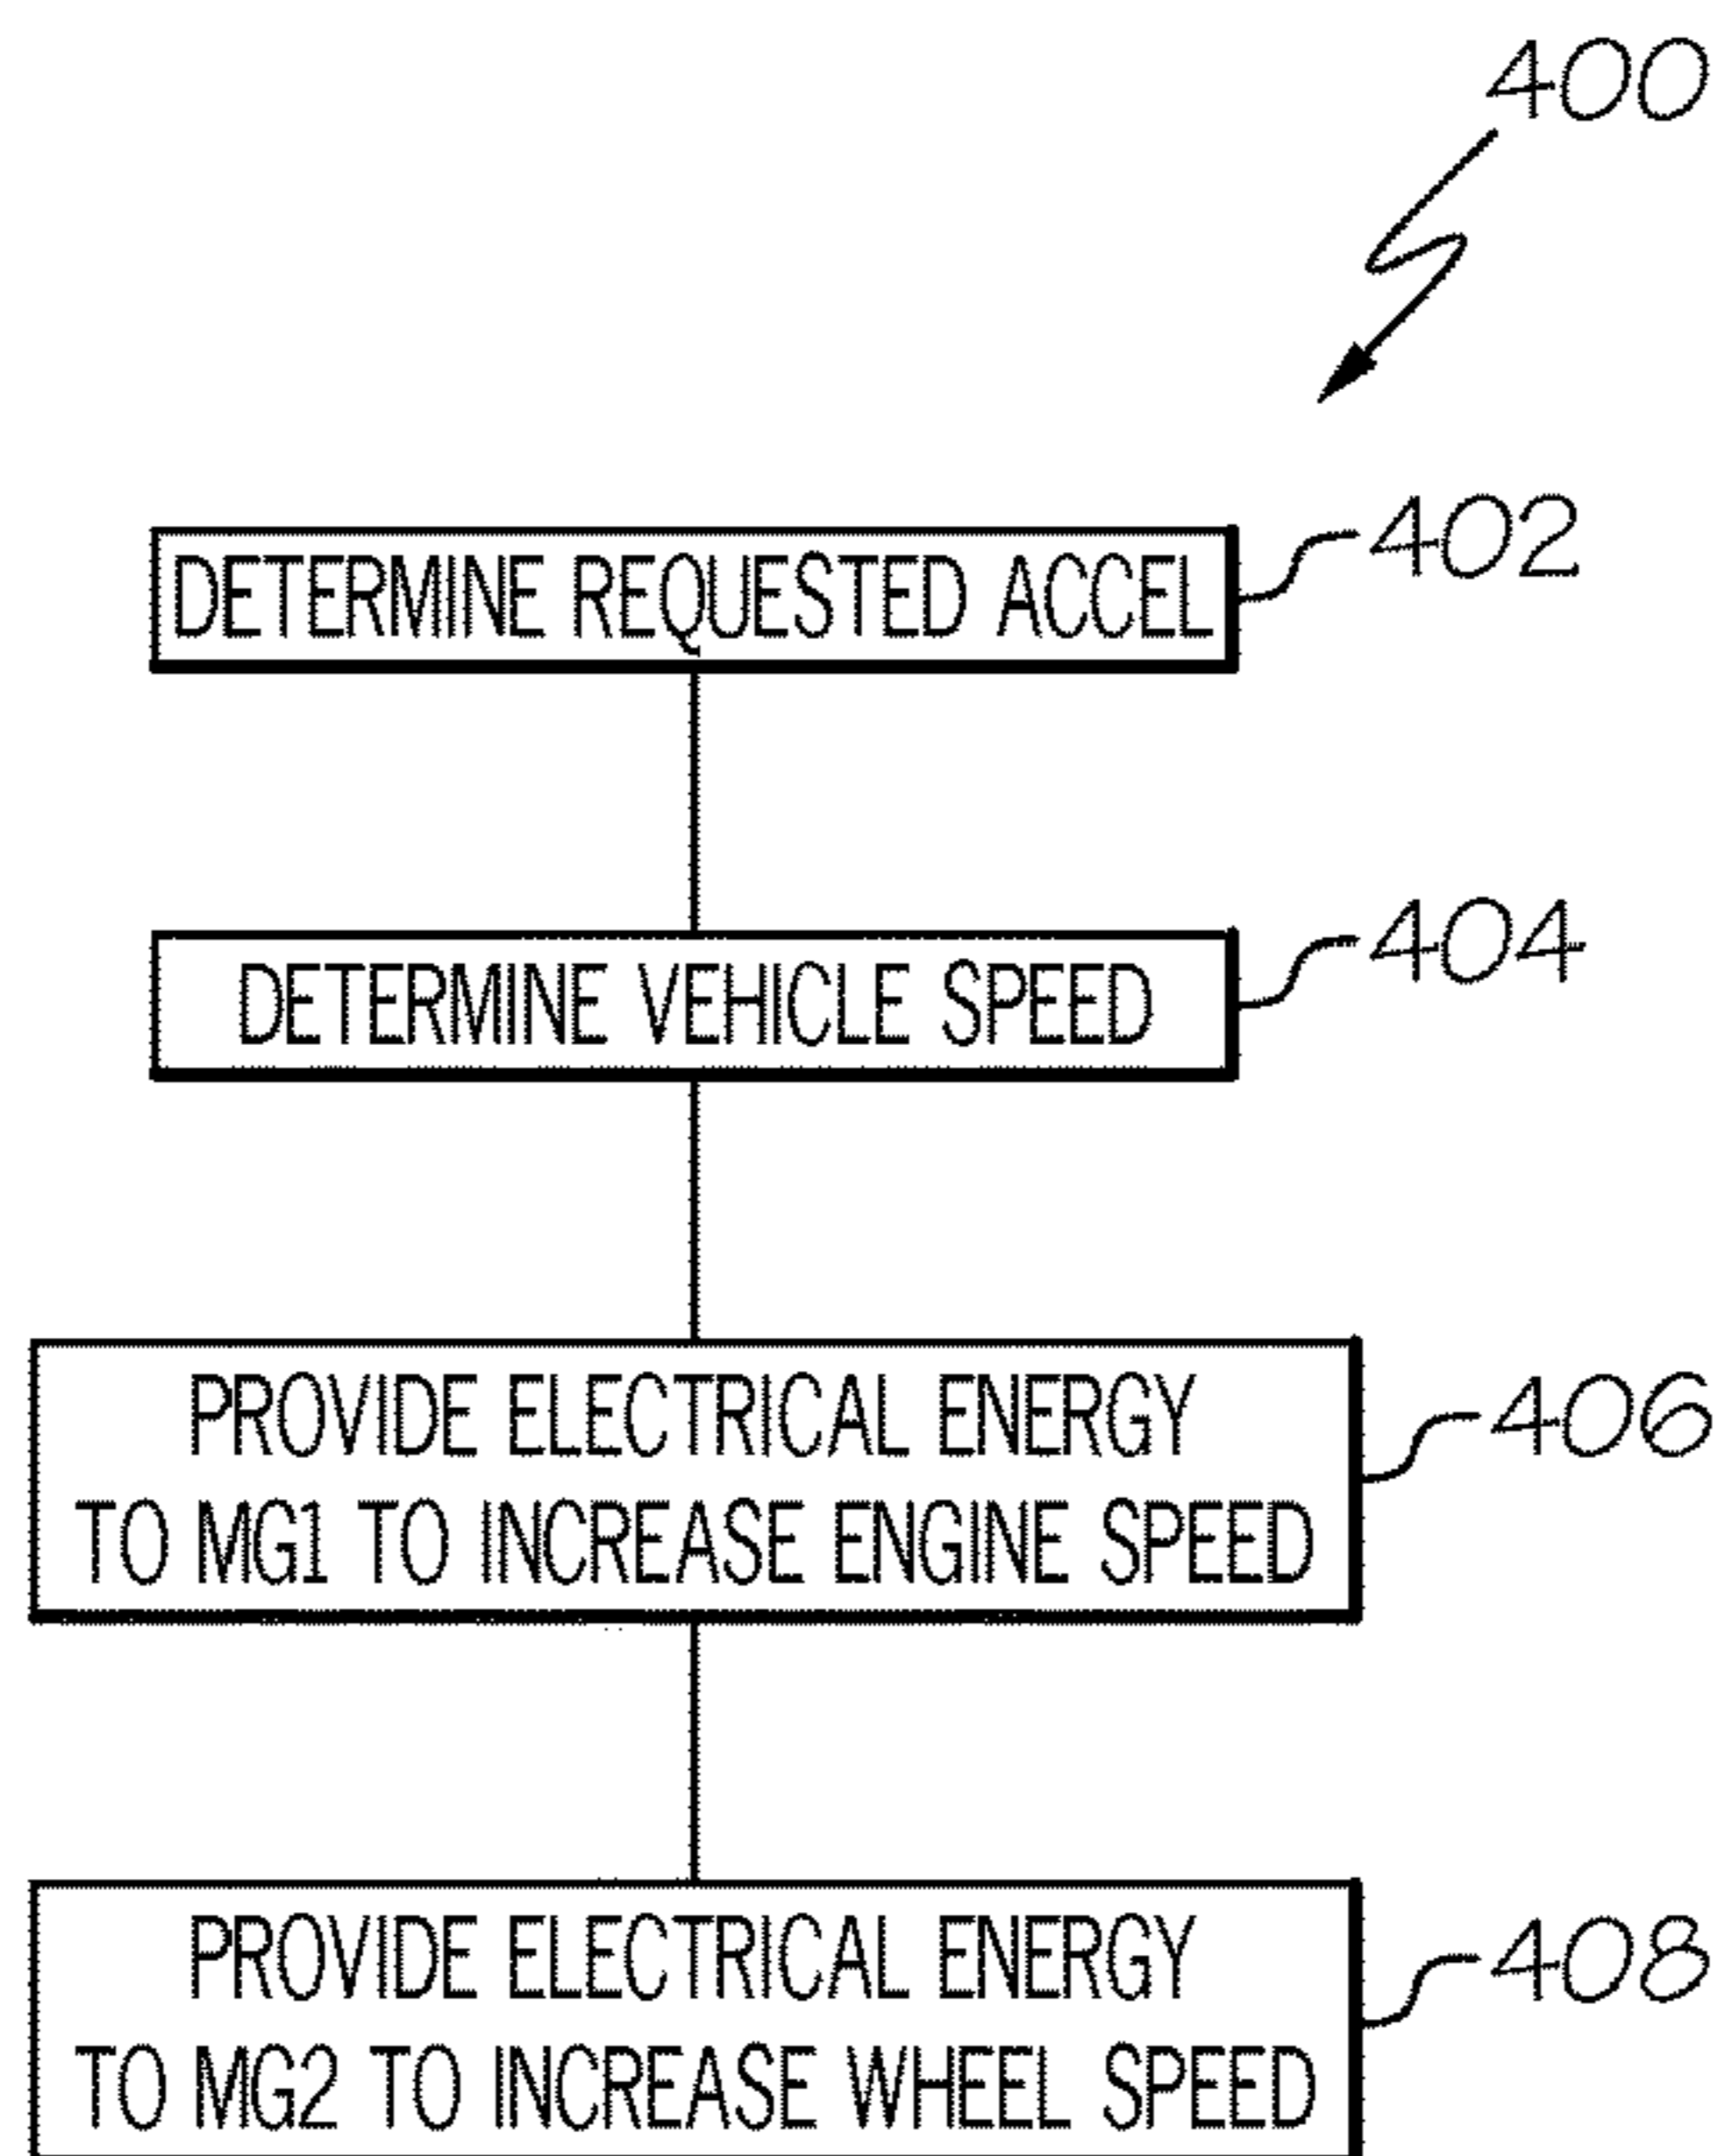 400
DETERMINE REQUESTED ACCEL
402
DETERMINE VEHICLE SPEED
404
PROVIDE ELECTRICAL ENERGY
TO MG1 TO INCREASE ENGINE SPEED
406
PROVIDE ELECTRICAL ENERGY
TO MG2 TO INCREASE WHEEL SPEED
408